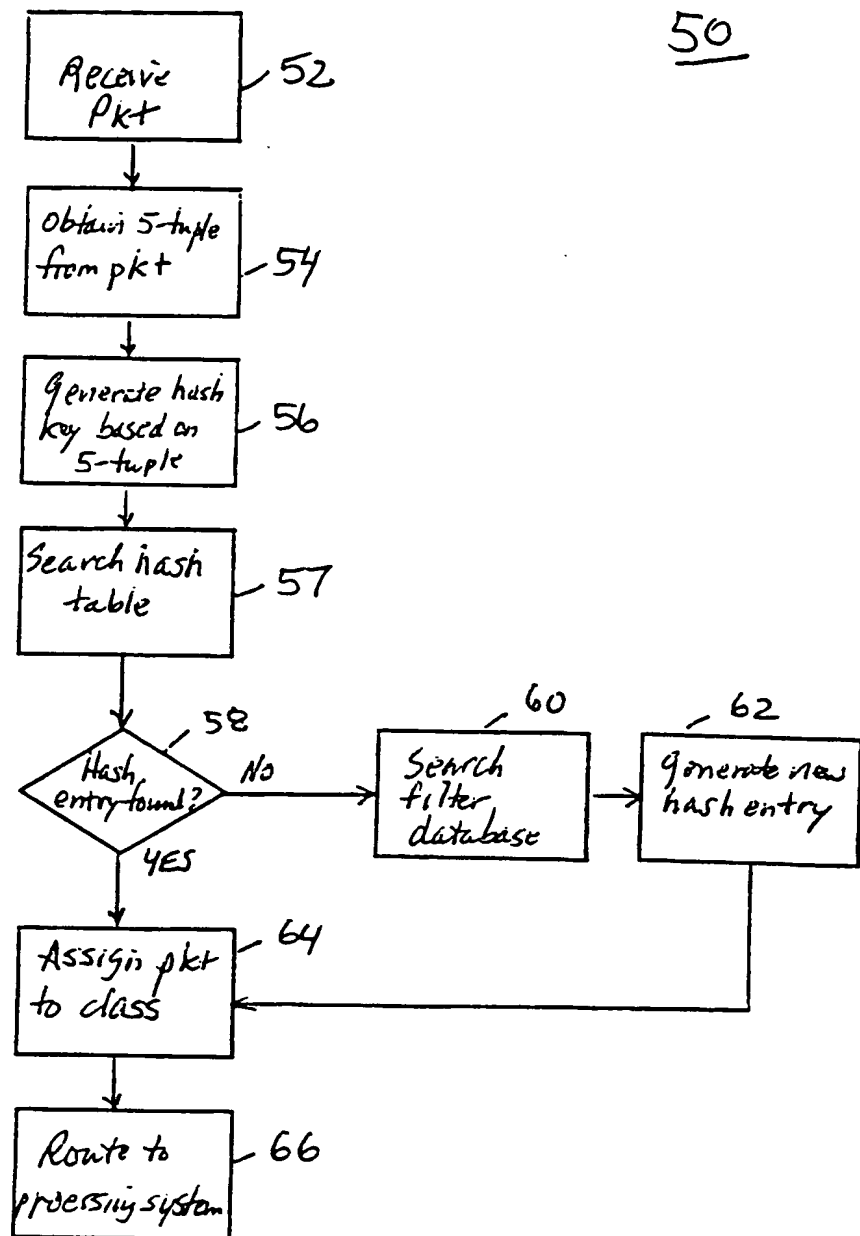 50
Receive
Pkt
52
Obtain 5-tuple
from pkt
54
Generate hash
key based on
5-tuple
56
Search hash
table
57
58
Hash
entry found?
NO
YES
60
Search
filter
database
62
generate new
hash entry
64
Assign pkt
to class
Route to
processing system
66